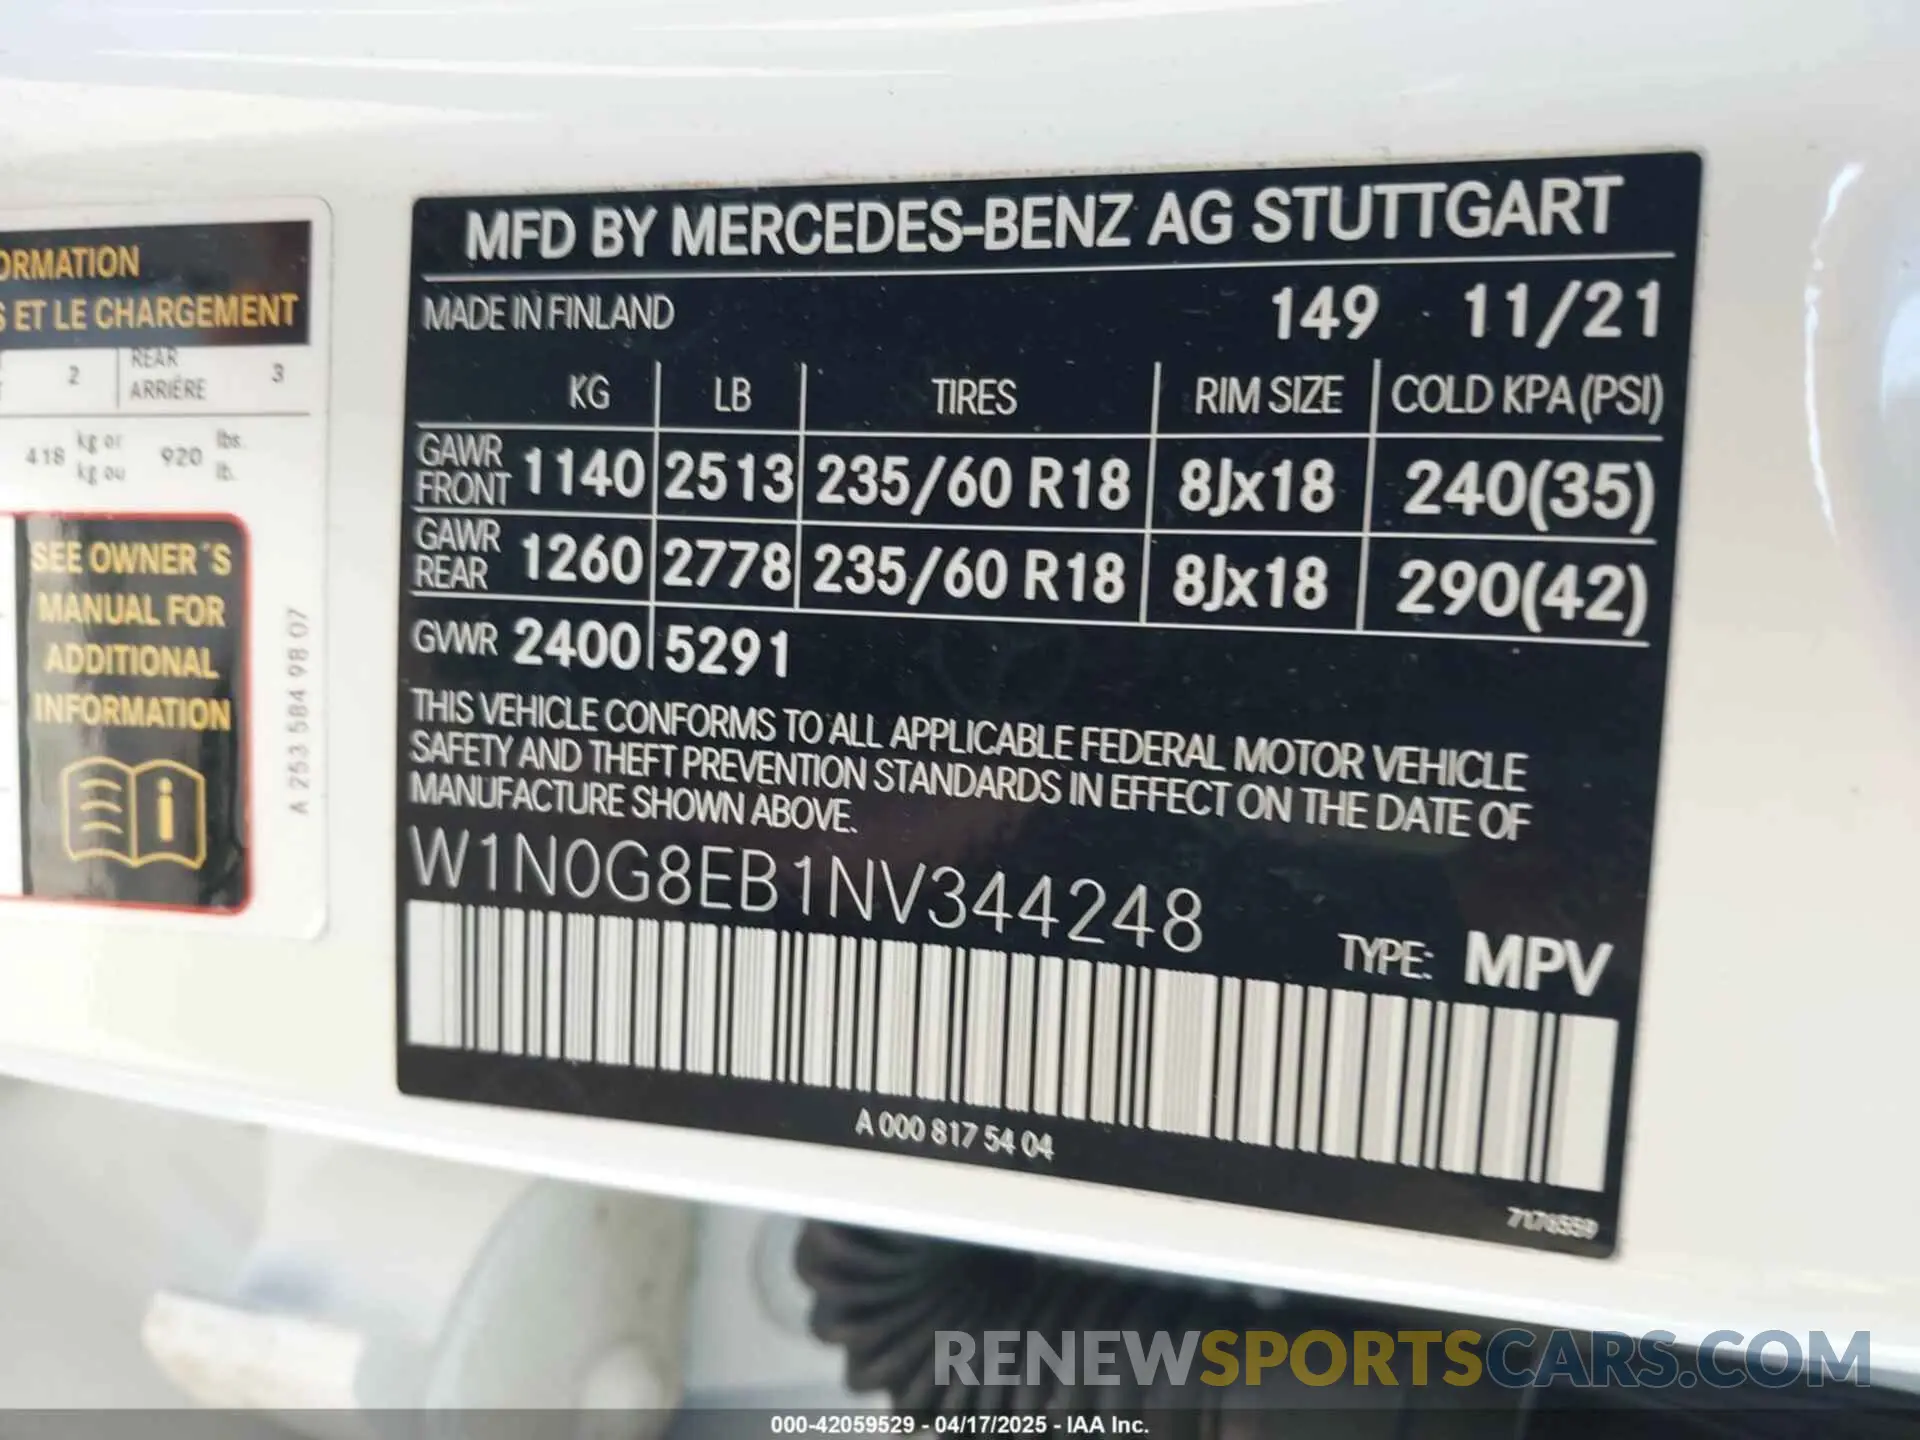 ORMATION
S ET LE CHARGEMENT
2 REAR ARRIÈRE 3
418 kg or kg ou 920 lbs. lb.
SEE OWNER´S
MANUAL FOR
ADDITIONAL
INFORMATION
A 253 584 98 07
MFD BY MERCEDES-BENZ AG STUTTGART
MADE IN FINLAND 149 11/21
KG LB TIRES RIM SIZE COLD KPA (PSI)
GAWR FRONT 1140 2513 235/60 R18 8Jx18 240(35)
GAWR REAR 1260 2778 235/60 R18 8Jx18 290(42)
GVWR 2400 5291
THIS VEHICLE CONFORMS TO ALL APPLICABLE FEDERAL MOTOR VEHICLE
SAFETY AND THEFT PREVENTION STANDARDS IN EFFECT ON THE DATE OF
MANUFACTURE SHOWN ABOVE.
W1N0G8EB1NV344248
TYPE: MPV
A 000 817 54 04
7176559
RENEWSPORTSCARS.COM
000-42059529 - 04/17/2025 - IAA Inc.